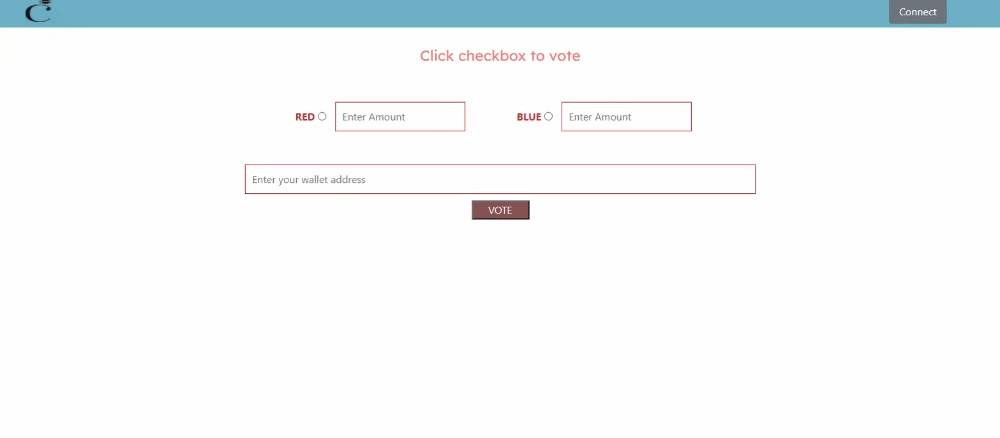 C
Connect
Click checkbox to vote
RED Enter Amount BLUE Enter Amount
Enter your wallet address
VOTE